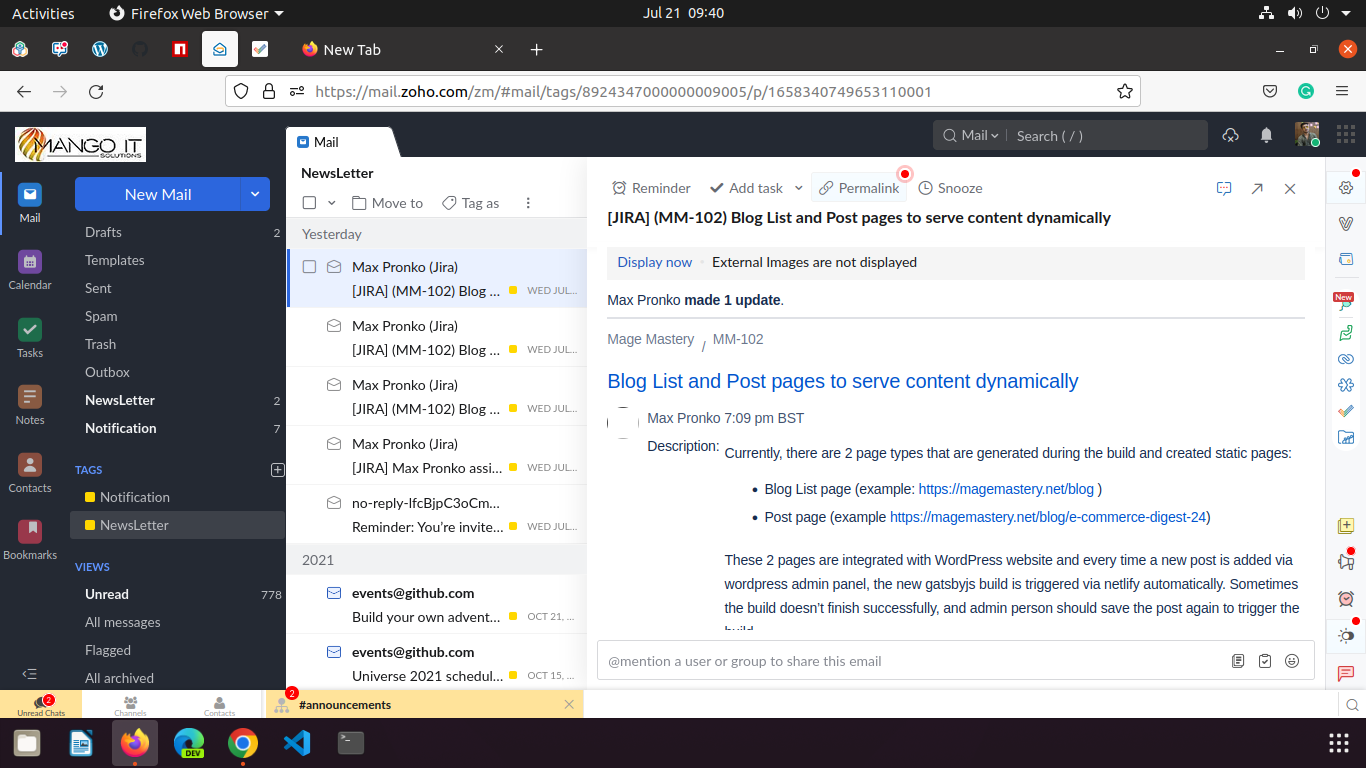 Activities
Firefox Web Browser
Jul 21 09:40
New Tab
https://mail.zoho.com/zm/#mail/tags/8924347000000009005/p/1658340749653110001
MANGO IT
SOLUTIONS
Mail
Mail
Search ( / )
Mail
Calendar
Tasks
Notes
Contacts
Bookmarks
New Mail
Drafts 2
Templates
Sent
Spam
Trash
Outbox
NewsLetter 2
Notification 7
TAGS
Notification
NewsLetter
VIEWS
Unread 778
All messages
Flagged
All archived
NewsLetter
Move to
Tag as
Yesterday
Max Pronko (Jira)
[JIRA] (MM-102) Blog ... WED JUL...
Max Pronko (Jira)
[JIRA] (MM-102) Blog ... WED JUL...
Max Pronko (Jira)
[JIRA] (MM-102) Blog ... WED JUL...
Max Pronko (Jira)
[JIRA] Max Pronko assi... WED JUL...
no-reply-IfcBjpC3oCm...
Reminder: You're invite... WED JUL...
2021
events@github.com
Build your own advent... OCT 21, ...
events@github.com
Universe 2021 schedul... OCT 15, ...
Reminder
Add task
Permalink
Snooze
[JIRA] (MM-102) Blog List and Post pages to serve content dynamically
Display now
External Images are not displayed
Max Pronko made 1 update.
Mage Mastery / MM-102
Blog List and Post pages to serve content dynamically
Max Pronko 7:09 pm BST
Description:
Currently, there are 2 page types that are generated during the build and created static pages:
• Blog List page (example: https://magemastery.net/blog )
• Post page (example https://magemastery.net/blog/e-commerce-digest-24)
These 2 pages are integrated with WordPress website and every time a new post is added via
wordpress admin panel, the new gatsbyjs build is triggered via netlify automatically. Sometimes
the build doesn't finish successfully, and admin person should save the post again to trigger the
build
@mention a user or group to share this email
New
2
Unread Chats
Channels
Contacts
2
#announcements
DEV